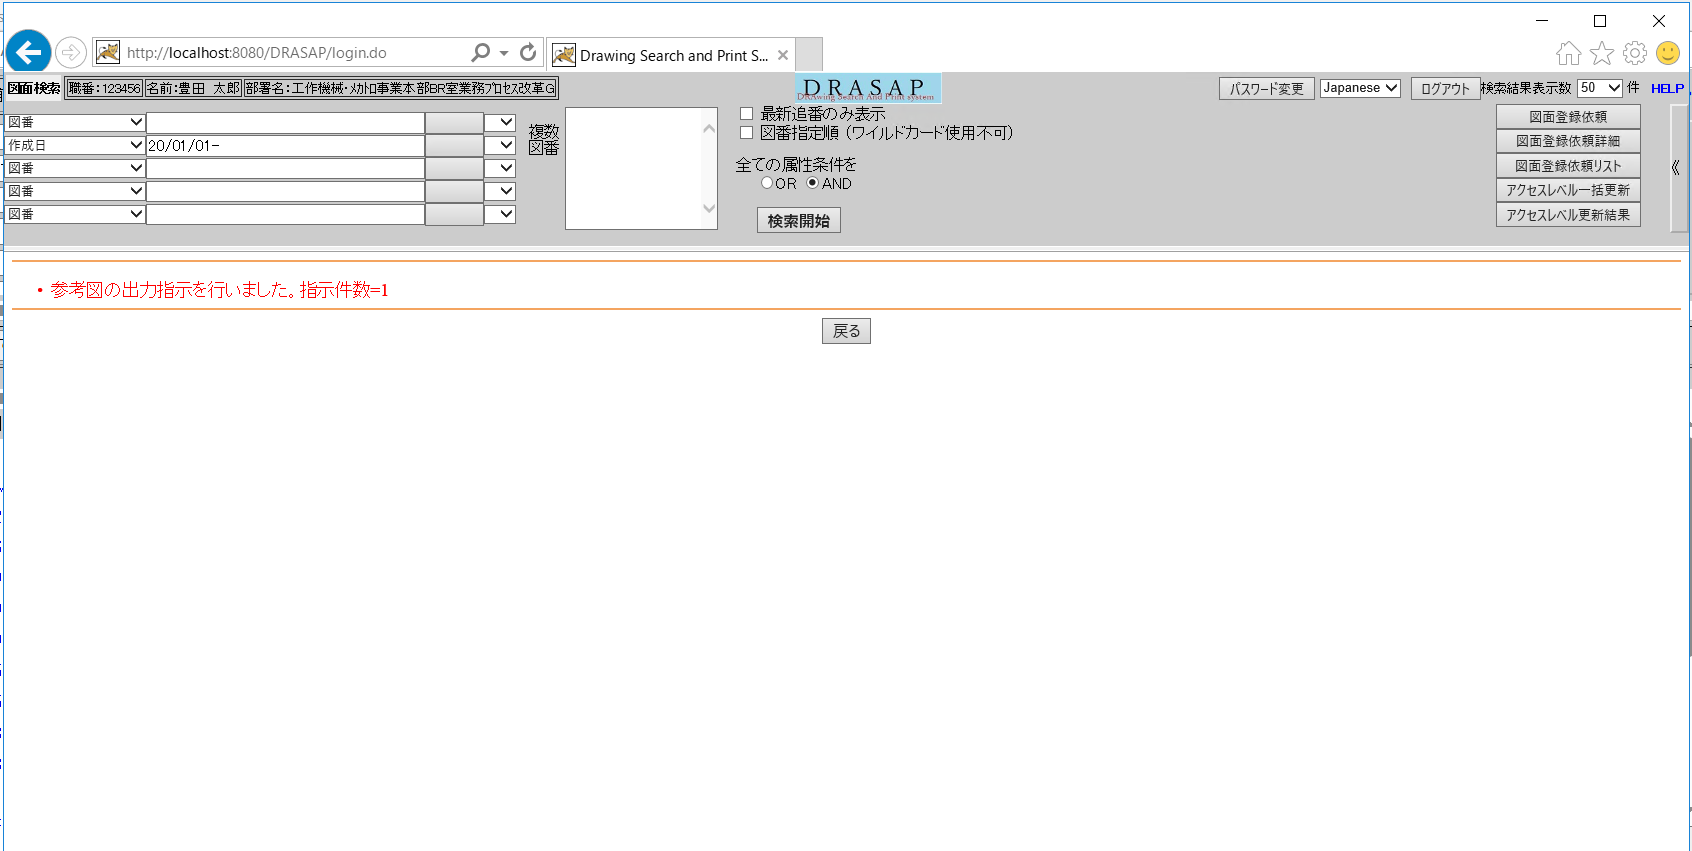 http://localhost:8080/DRASAP/login.do
Drawing Search and Print S...
図面検索 職番:123456 名前:豊田　太郎 部署名:工作機械・ﾒｶﾄﾛ事業本部BR室業務ﾌﾟﾛｾｽ改革G
DRASAP
DRAwing Search And Print system
パスワード変更 Japanese ログアウト 検索結果表示数 50 件 HELP
図番
作成日 20/01/01-
図番
図番
図番
複数
図番
最新追番のみ表示
図番指定順（ワイルドカード使用不可）
全ての属性条件を
OR AND
検索開始
図面登録依頼
図面登録依頼詳細
図面登録依頼リスト
アクセスレベル一括更新
アクセスレベル更新結果
《
・参考図の出力指示を行いました。指示件数=1
戻る